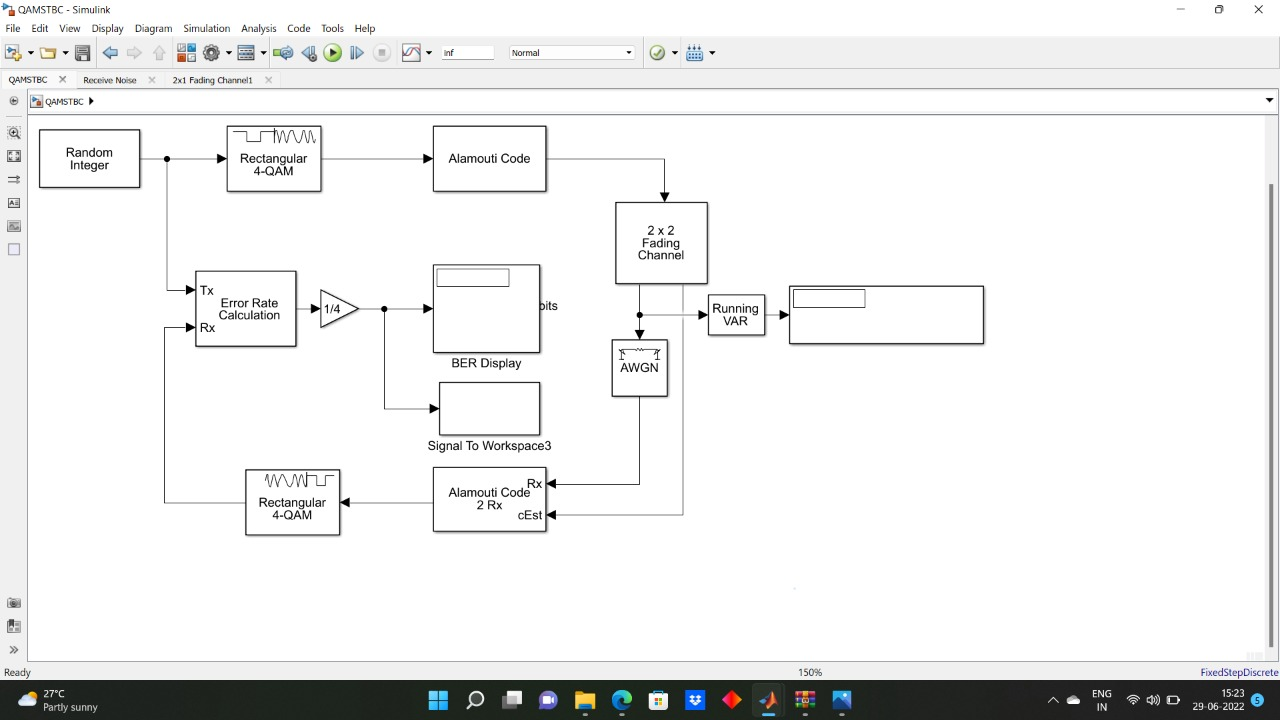 QAMSTBC - Simulink
File Edit View Display Diagram Simulation Analysis Code Tools Help
inf Normal
QAMSTBC Receive Noise 2x1 Fading Channel1
QAMSTBC
Random
Integer
Rectangular
4-QAM
Alamouti Code
2 x 2
Fading
Channel
Tx
Rx
Error Rate
Calculation
1/4
bits
BER Display
Running
VAR
AWGN
Signal To Workspace3
Rectangular
4-QAM
Alamouti Code
2 Rx
Rx
cEst
Ready 150% FixedStepDiscrete
27°C
Partly sunny
ENG
IN
15:23
29-06-2022
5